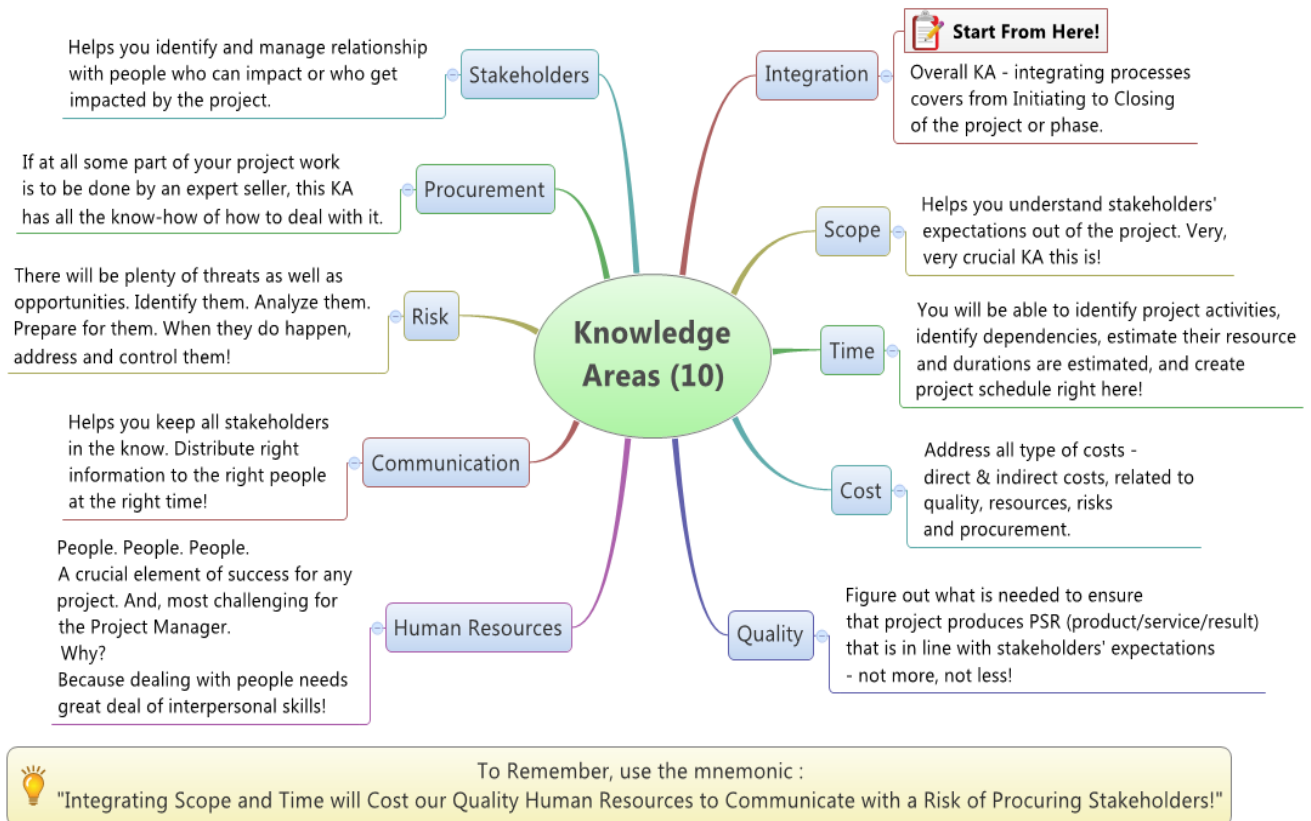 Knowledge
Areas (10)
Start From Here!
Integration
Overall KA - integrating processes
covers from Initiating to Closing
of the project or phase.
Scope
Helps you understand stakeholders'
expectations out of the project. Very,
very crucial KA this is!
Time
You will be able to identify project activities,
identify dependencies, estimate their resource
and durations are estimated, and create
project schedule right here!
Cost
Address all type of costs -
direct & indirect costs, related to
quality, resources, risks
and procurement.
Quality
Figure out what is needed to ensure
that project produces PSR (product/service/result)
that is in line with stakeholders' expectations
- not more, not less!
Human Resources
People. People. People.
A crucial element of success for any
project. And, most challenging for
the Project Manager.
Why?
Because dealing with people needs
great deal of interpersonal skills!
Communication
Helps you keep all stakeholders
in the know. Distribute right
information to the right people
at the right time!
Risk
There will be plenty of threats as well as
opportunities. Identify them. Analyze them.
Prepare for them. When they do happen,
address and control them!
Procurement
If at all some part of your project work
is to be done by an expert seller, this KA
has all the know-how of how to deal with it.
Stakeholders
Helps you identify and manage relationship
with people who can impact or who get
impacted by the project.
To Remember, use the mnemonic :
"Integrating Scope and Time will Cost our Quality Human Resources to Communicate with a Risk of Procuring Stakeholders!"